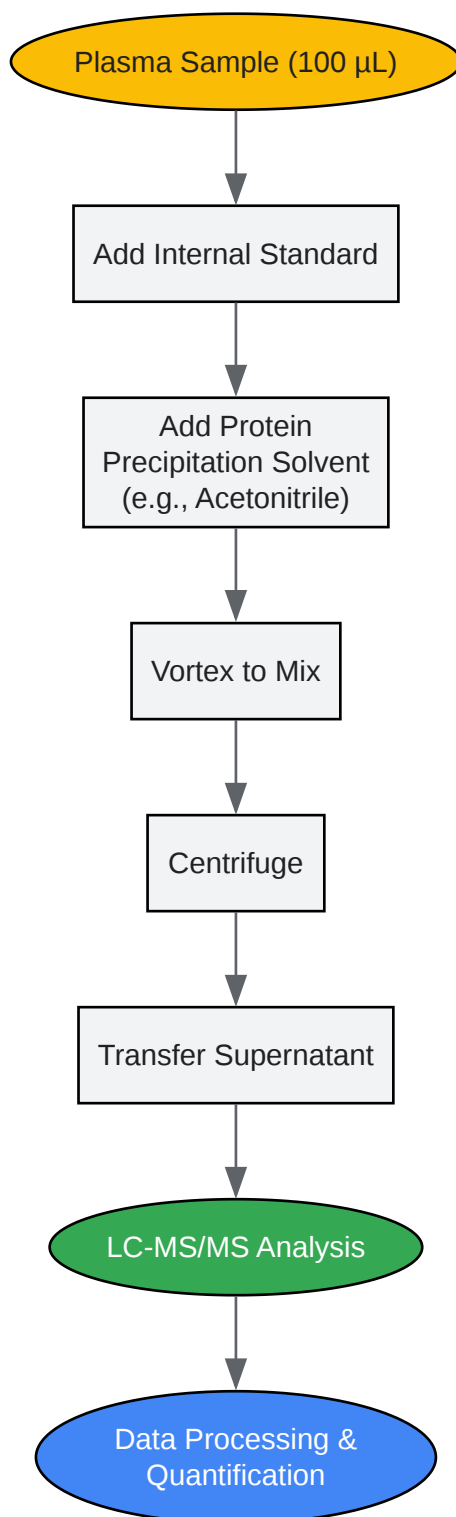 Plasma Sample (100 µL)
Add Internal Standard
Add Protein
Precipitation Solvent
(e.g., Acetonitrile)
Vortex to Mix
Centrifuge
Transfer Supernatant
LC-MS/MS Analysis
Data Processing &
Quantification